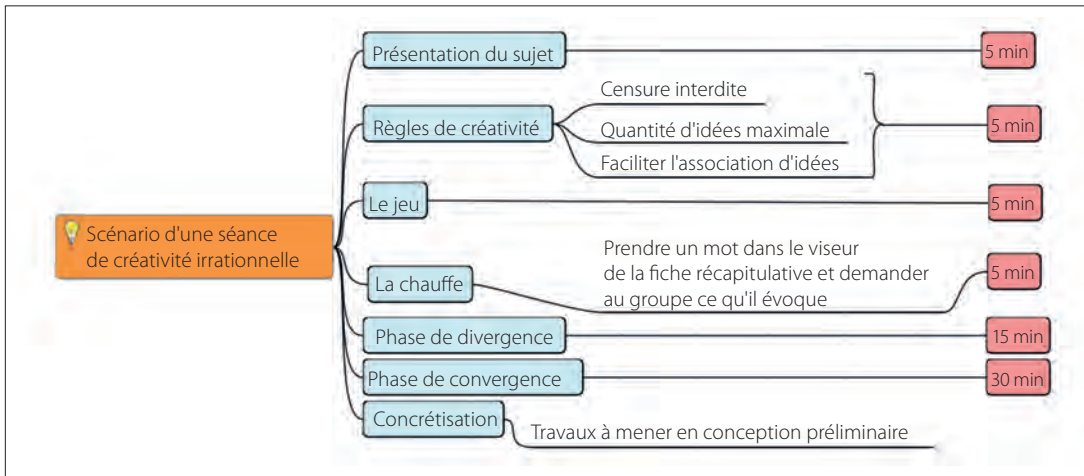 Présentation du sujet
5 min
Censure interdite
Règles de créativité
Quantité d'idées maximale
5 min
Faciliter l'association d'idées
Le jeu
5 min
Scénario d'une séance
de créativité irrationnelle
La chauffe
Prendre un mot dans le viseur
de la fiche récapitulative et demander
au groupe ce qu'il évoque
5 min
Phase de divergence
15 min
Phase de convergence
30 min
Concrétisation
Travaux à mener en conception préliminaire